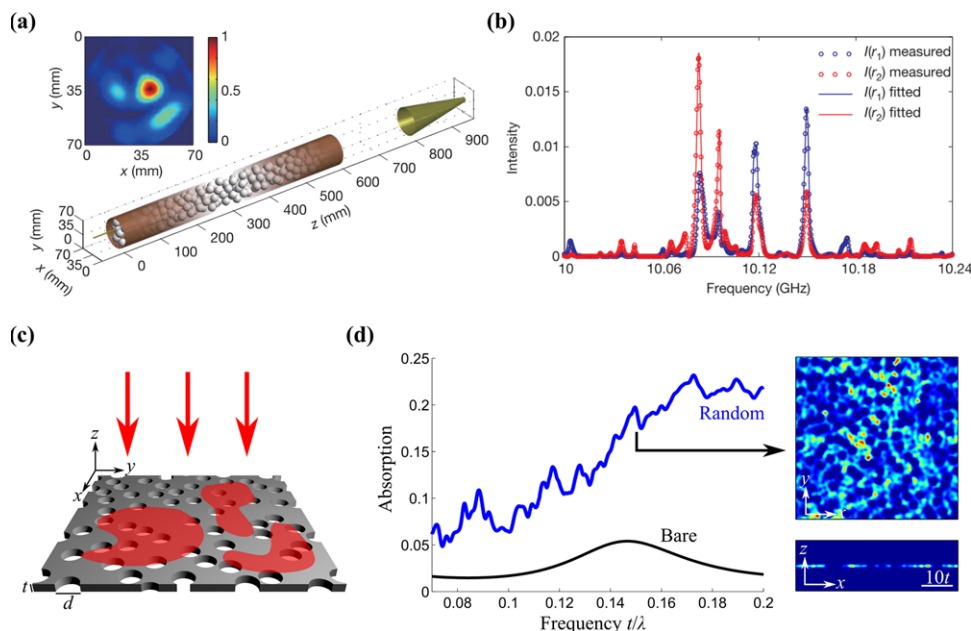 (a)
0
35
70
y (mm)
0 35 70
x (mm)
1
0.5
0
70
35
0
y (mm)
70
35
0
x (mm)
0
100
200
300
400
500
600
700
800
900
z (mm)
(b)
0.02
0.015
0.01
0.005
0
Intensity
I(r1) measured
I(r2) measured
I(r1) fitted
I(r2) fitted
10 10.06 10.12 10.18 10.24
Frequency (GHz)
(c)
z
y
x
t
d
(d)
0.25
0.2
0.15
0.1
0.05
0
Absorption
Random
Bare
0.08 0.1 0.12 0.14 0.16 0.18 0.2
Frequency t/λ
y
x
z
x
10t